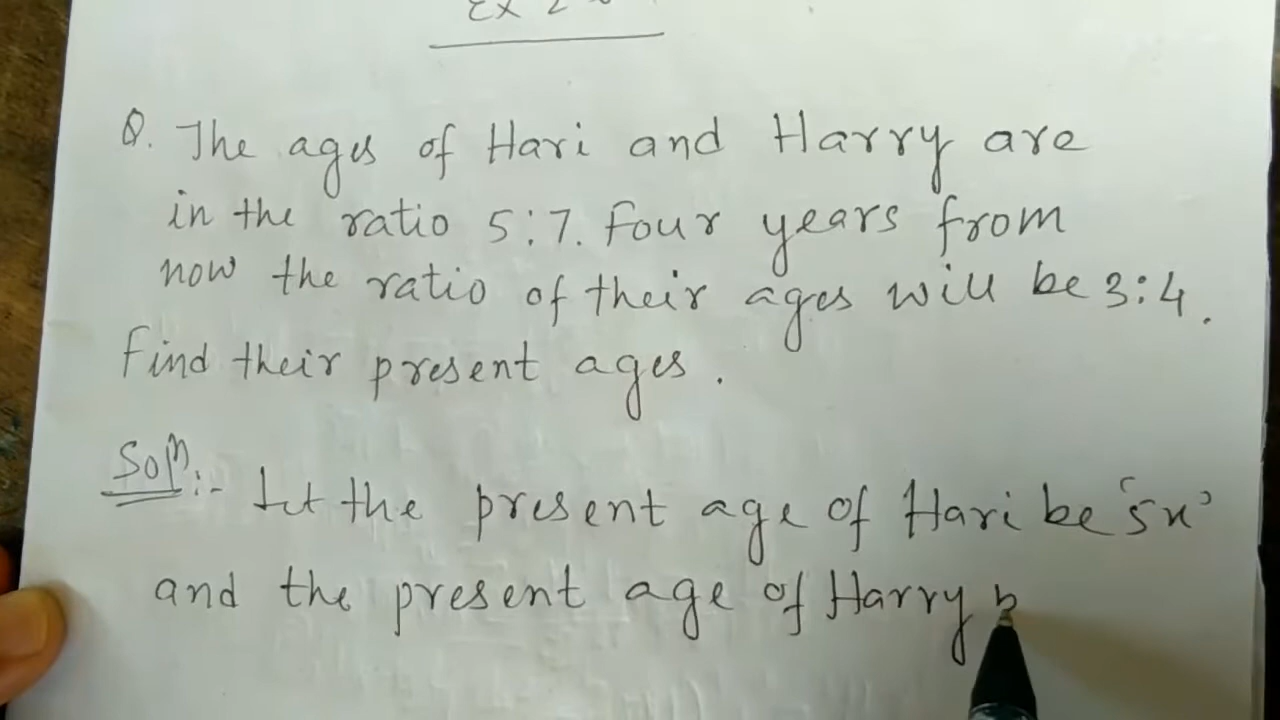 Ex 2
Q. The ages of Hari and Harry are
in the ratio 5:7. Four years from
now the ratio of their ages will be 3:4.
Find their present ages.
Soln:- Let the present age of Hari be '5x'
and the present age of Harry b